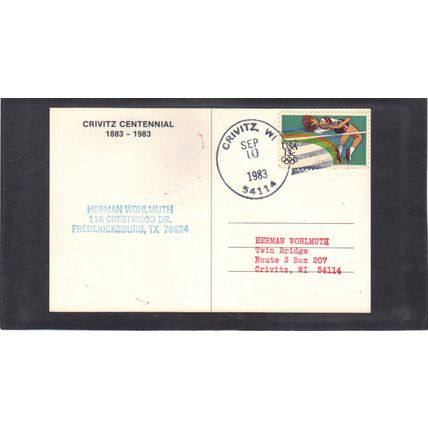 CRIVITZ CENTENNIAL
1883 - 1983
CRIVITZ, WI
SEP
10
1983
54114
USA
13c
HERMAN WOHLMUTH
116 CRESTWOOD DR.
FREDERICKSBURG, TX 78624
HERMAN WOHLMUTH
Twin Bridge
Route 3 Box 207
Crivitz, WI 54114